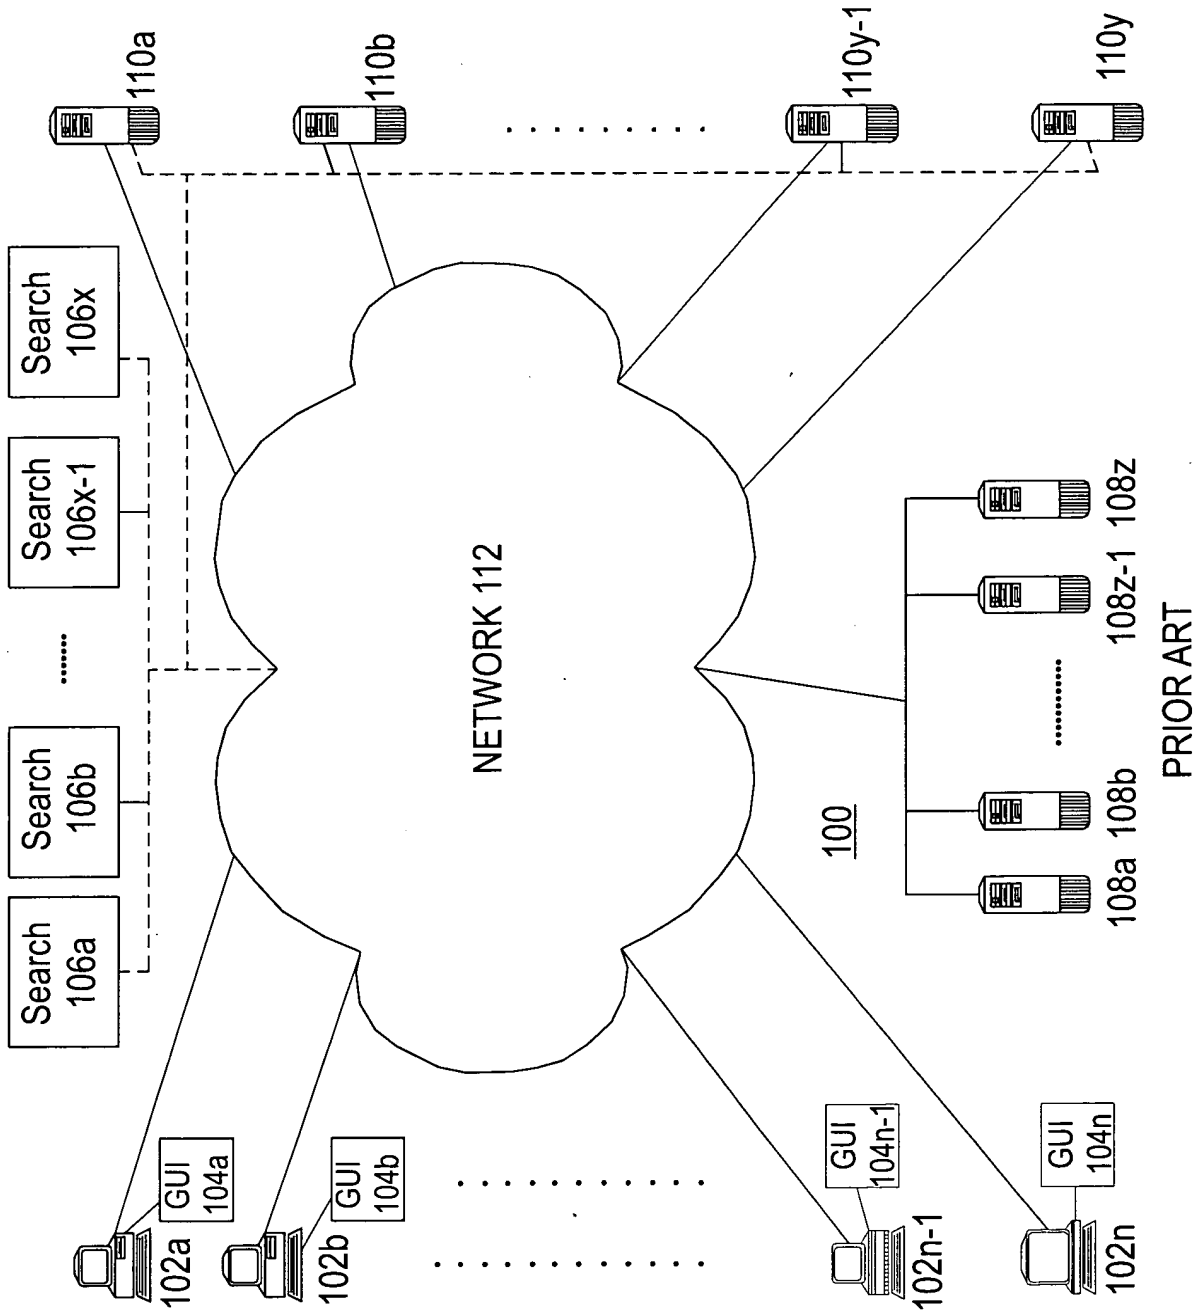 Search
106a
Search
106b
Search
106x-1
Search
106x
102a
GUI
104a
102b
GUI
104b
102n-1
GUI
104n-1
102n
GUI
104n
NETWORK 112
110a
110b
110y-1
110y
100
108a
108b
108z-1
108z
PRIOR ART